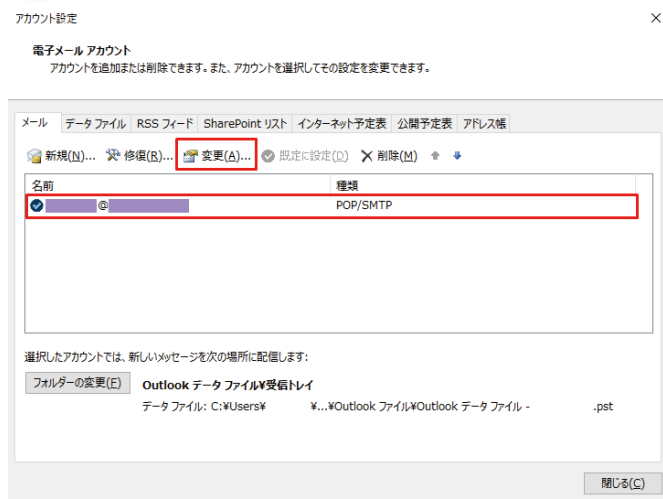 アカウント設定
電子メール アカウント
アカウントを追加または削除できます。また、アカウントを選択してその設定を変更できます。
メール データ ファイル RSS フィード SharePoint リスト インターネット予定表 公開予定表 アドレス帳
新規(N)... 修復(R)... 変更(A)... 既定に設定(D) 削除(M)
名前 種類
@ POP/SMTP
選択したアカウントでは、新しいメッセージを次の場所に配信します:
フォルダーの変更(F) Outlook データ ファイル¥受信トレイ
データ ファイル: C:¥Users¥ ¥...¥Outlook ファイル¥Outlook データ ファイル - .pst
閉じる(C)